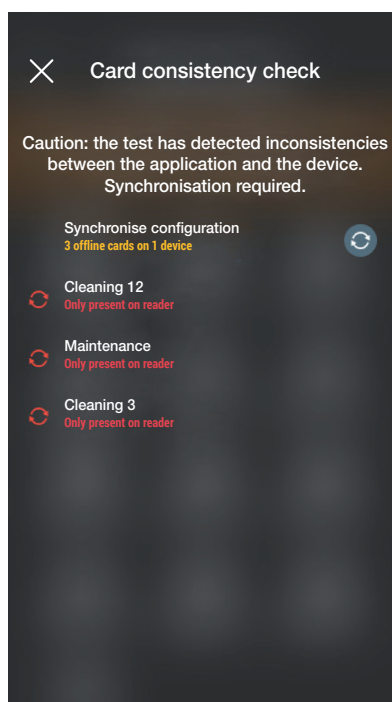 Card consistency check
Caution: the test has detected inconsistencies
between the application and the device.
Synchronisation required.
Synchronise configuration
3 offline cards on 1 device
Cleaning 12
Only present on reader
Maintenance
Only present on reader
Cleaning 3
Only present on reader